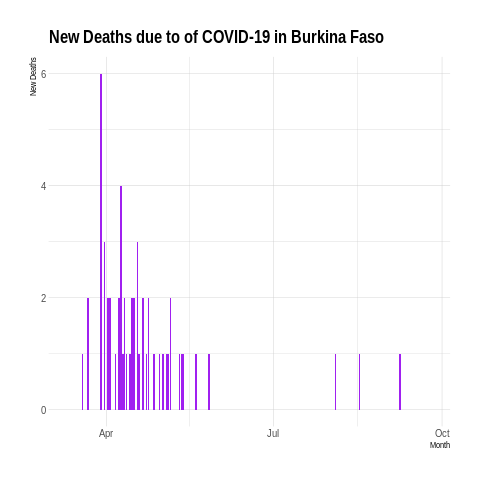 New Deaths due to of COVID-19 in Burkina Faso
New Deaths
6
4
2
0
Apr
Jul
Oct
Month